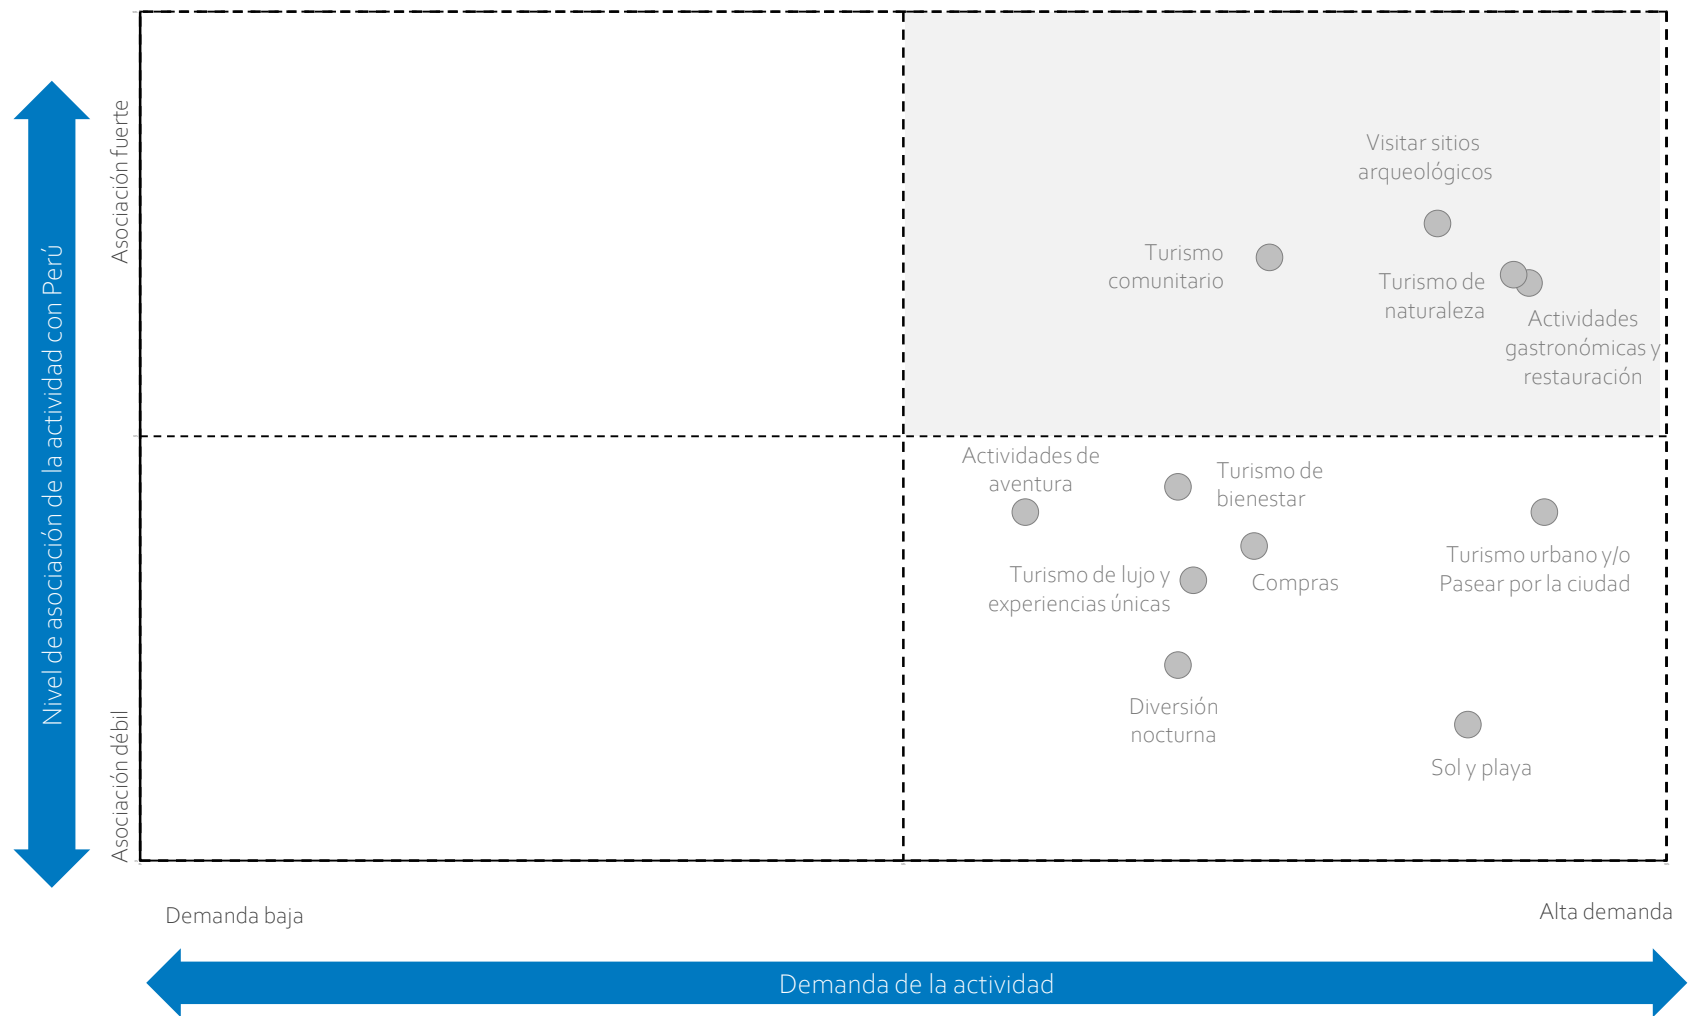 Nivel de asociación de la actividad con Perú
Asociación fuerte
Asociación débil
Visitar sitios
arqueológicos
Turismo
comunitario
Turismo de
naturaleza
Actividades
gastronómicas y
restauración
Actividades de
aventura
Turismo de
bienestar
Turismo de lujo y
experiencias únicas
Compras
Turismo urbano y/o
Pasear por la ciudad
Diversión
nocturna
Sol y playa
Demanda baja
Alta demanda
Demanda de la actividad